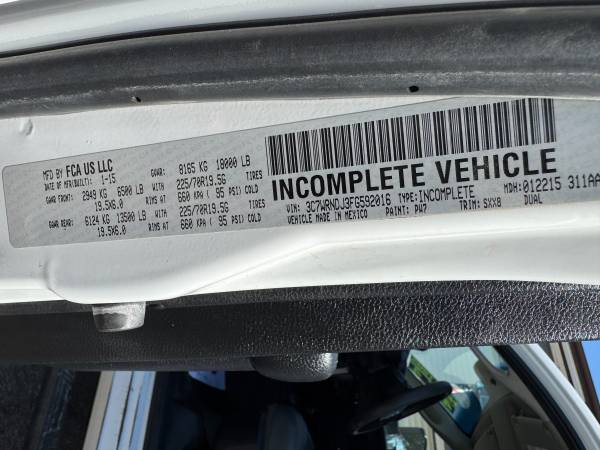 MFD BY FCA US LLC
DATE OF MFR(BUILT): 1-15 GVWR: 8165 KG 18000 LB
GAWR FRONT: 2949 KG 6500 LB WITH 225/70R19.5G TIRES
19.5X6.0 RIMS AT 660 KPA ( 95 PSI) COLD
GAWR REAR: 6124 KG 13500 LB WITH 225/70R19.5G TIRES
19.5X6.0 RIMS AT 660 KPA ( 95 PSI) COLD
INCOMPLETE VEHICLE
VIN: 3C7WRNDJ3FG592016 TYPE: INCOMPLETE MDH: 012215 311AA
VEHICLE MADE IN MEXICO PAINT: PW7 TRIM: SKX8 DUAL